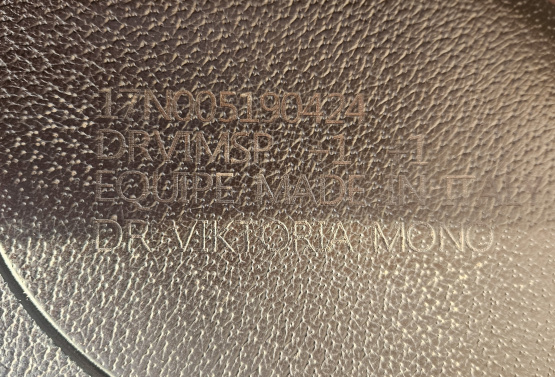 17N005190424
DRVIMSP +1 +1
EQUIPE MADE IN ITALY
DR VIKTORIA MONO